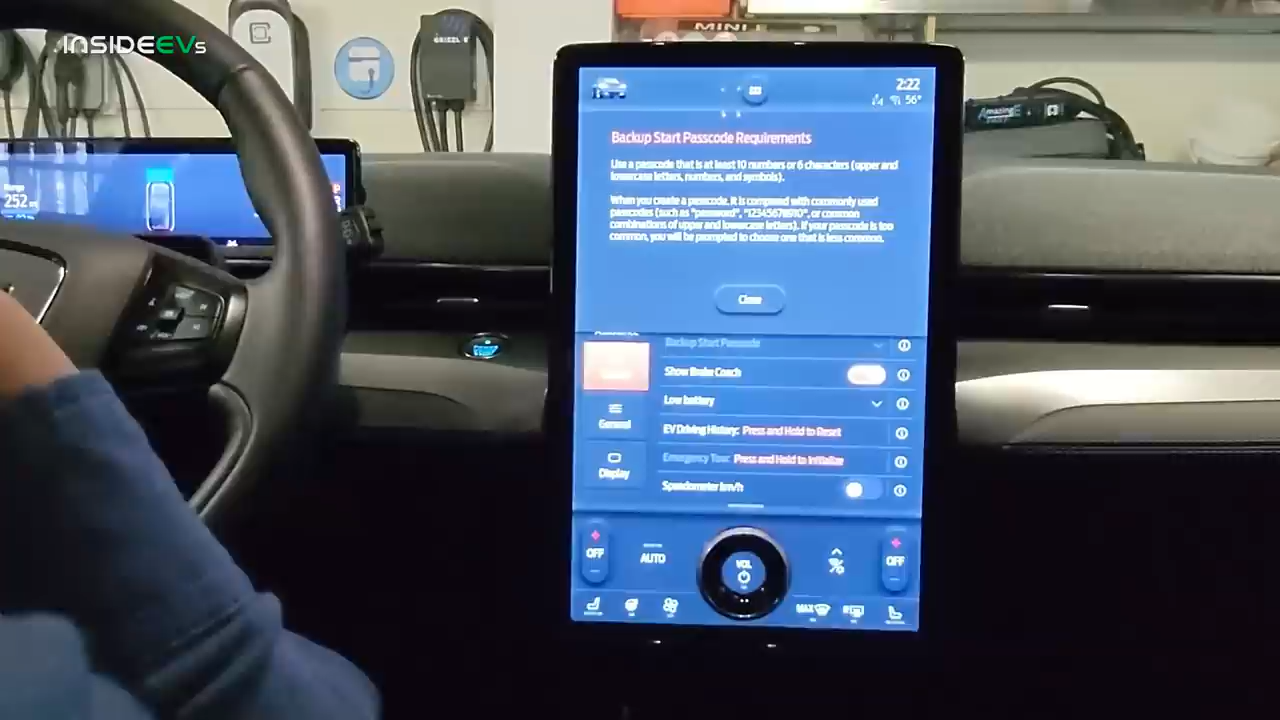 INSIDEEVs
GRIZZL-E
MINI
AmazingE
2:22
56°
Backup Start Passcode Requirements
Use a passcode that is at least 10 numbers or 6 characters (upper and
lowercase letters, numbers, and symbols).
When you create a passcode, it is compared with commonly used
passcodes (such as "password", "12345678910", or common
combinations of upper and lowercase letters). If your passcode is too
common, you will be prompted to choose one that is less common.
Close
Range
252 mi
Backup Start Passcode
Show Brake Coach
Low battery
General
EV Driving History: Press and Hold to Reset
Emergency Tow: Press and Hold to Initialize
Display
Speedometer km/h
OFF
AUTO
VOL
OFF
MAX
R